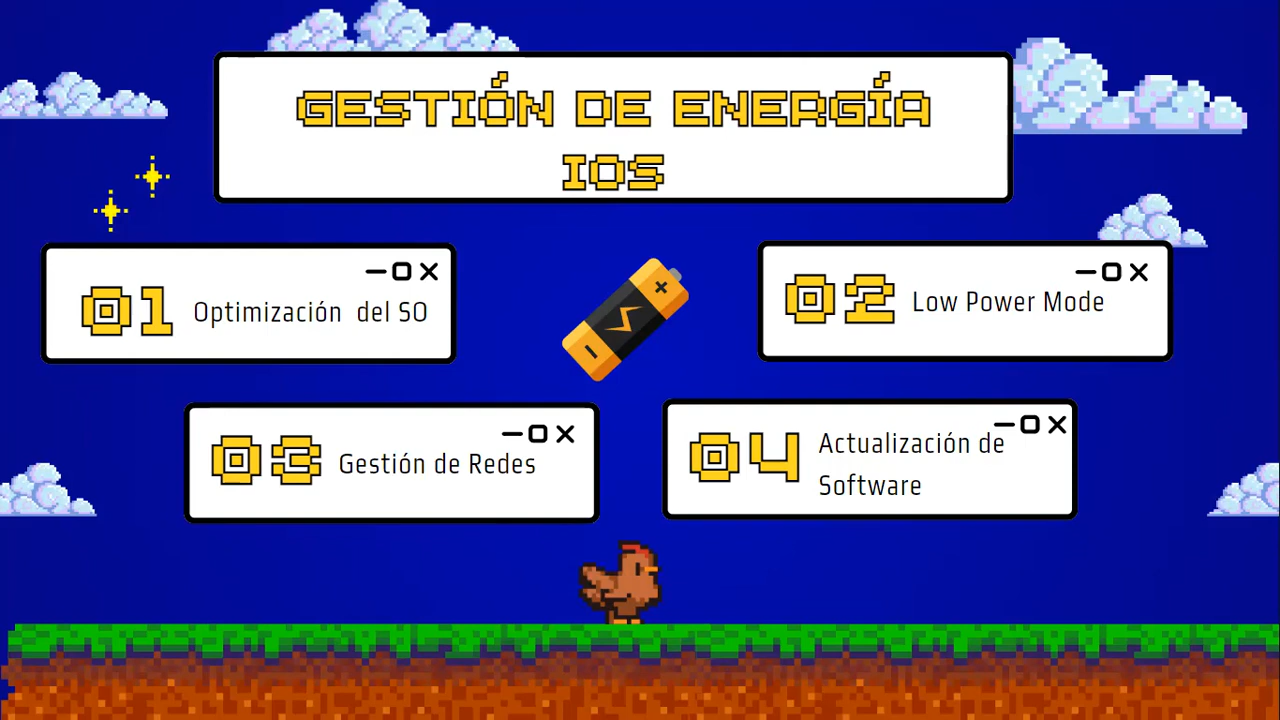 GESTIÓN DE ENERGÍA
IOS
01
Optimización del SO
02
Low Power Mode
03
Gestión de Redes
04
Actualización de
Software